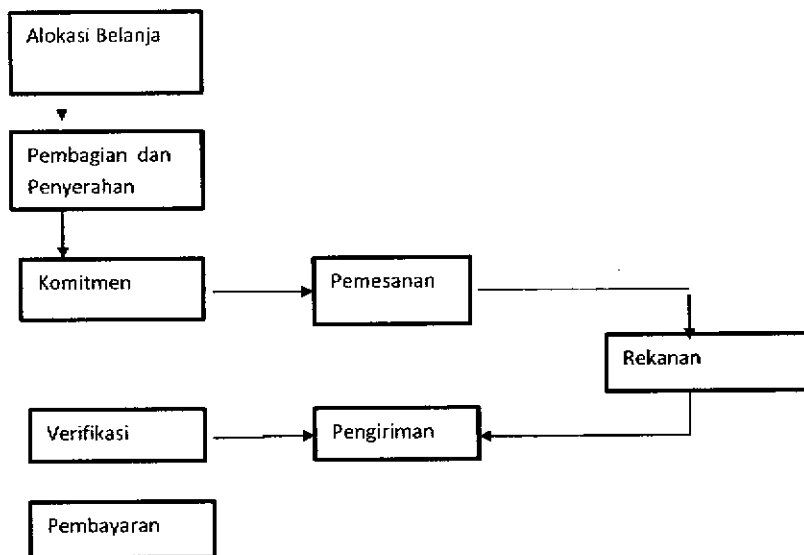 Alokasi Belanja
Pembagian dan
Penyerahan
Komitmen
Pemesanan
Rekanan
Verifikasi
Pengiriman
Pembayaran